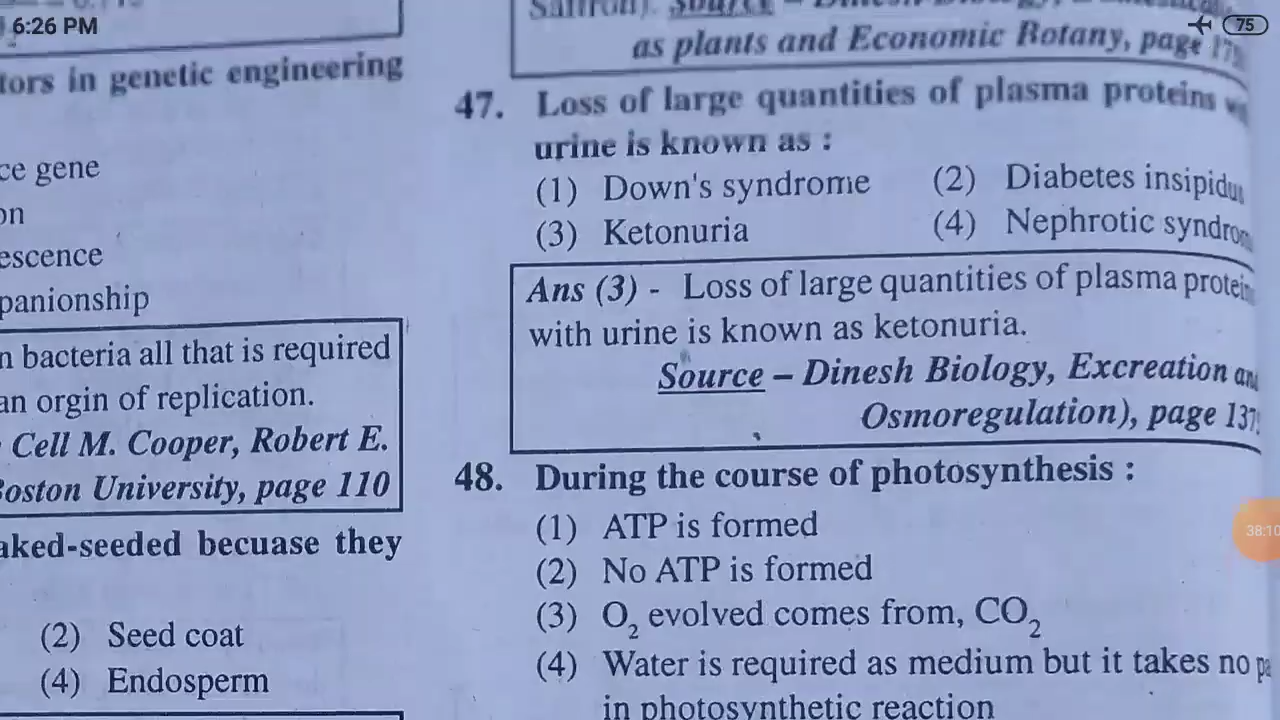 6:26 PM
75
tors in genetic engineering
ce gene
on
escence
panionship
n bacteria all that is required
an orgin of replication.
Cell M. Cooper, Robert E.
Boston University, page 110
aked-seeded becuase they
(2) Seed coat
(4) Endosperm
as plants and Economic Botany, page
47. Loss of large quantities of plasma proteins
urine is known as :
(1) Down's syndrome (2) Diabetes insipidu
(3) Ketonuria (4) Nephrotic syndrom
Ans (3) - Loss of large quantities of plasma protein
with urine is known as ketonuria.
Source – Dinesh Biology, Excreation an
Osmoregulation), page 137
48. During the course of photosynthesis :
(1) ATP is formed
(2) No ATP is formed
(3) O₂ evolved comes from, CO₂
(4) Water is required as medium but it takes no pa
in photosynthetic reaction
38:10